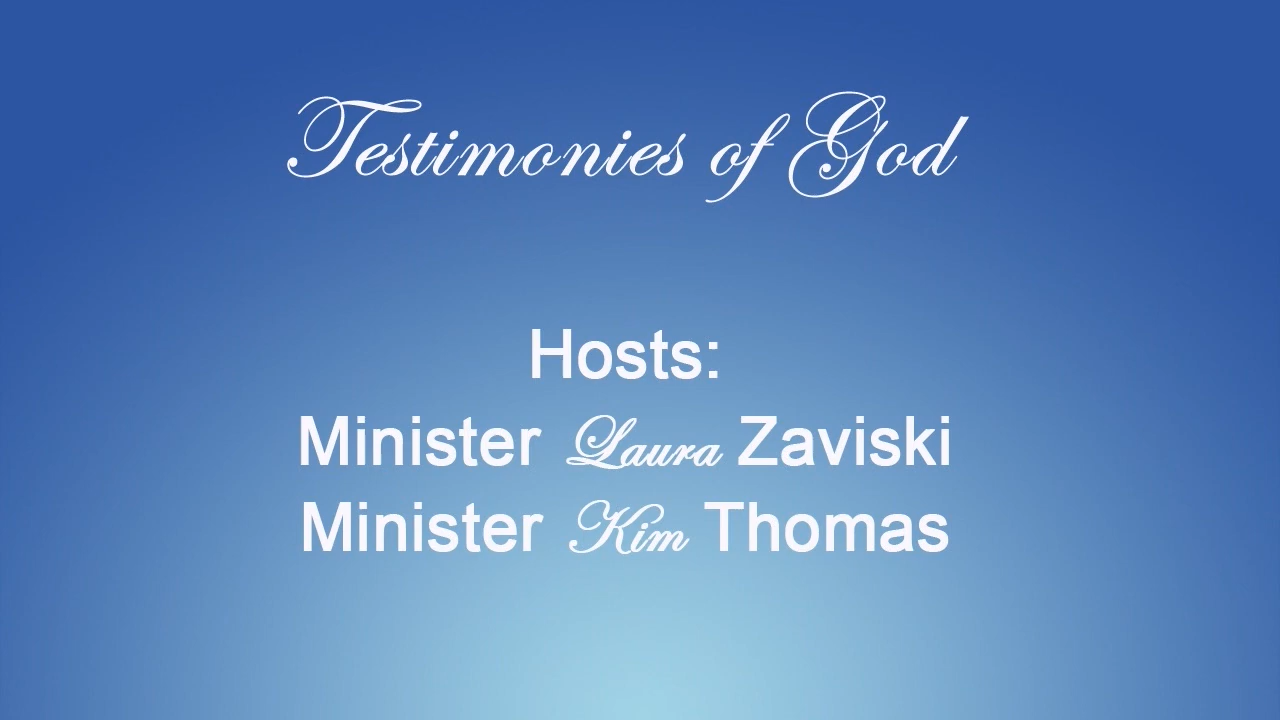 Testimonies of God
Hosts:
Minister Laura Zaviski
Minister Kim Thomas